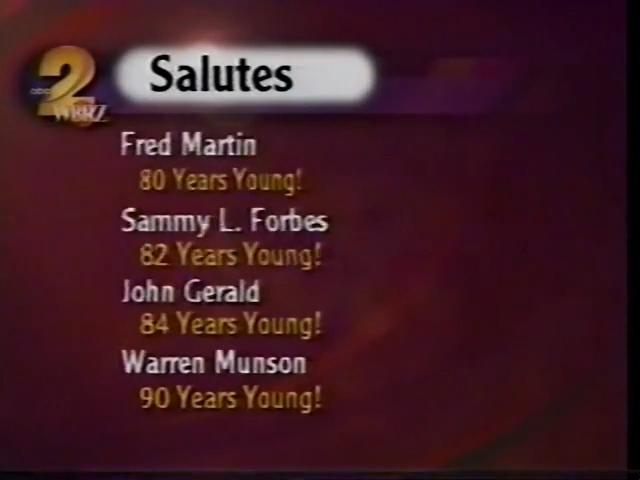 Salutes
abc 2
WBRZ
Fred Martin
80 Years Young!
Sammy L. Forbes
82 Years Young!
John Gerald
84 Years Young!
Warren Munson
90 Years Young!